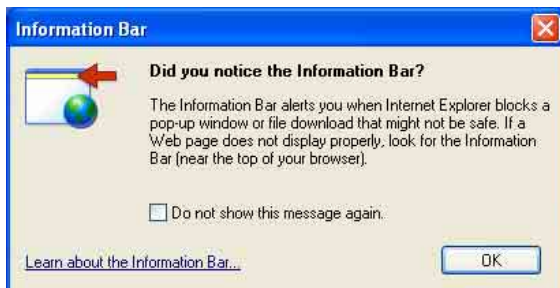 Information Bar
Did you notice the Information Bar?
The Information Bar alerts you when Internet Explorer blocks a
pop-up window or file download that might not be safe. If a
Web page does not display properly, look for the Information
Bar (near the top of your browser).
Do not show this message again.
Learn about the Information Bar...
OK